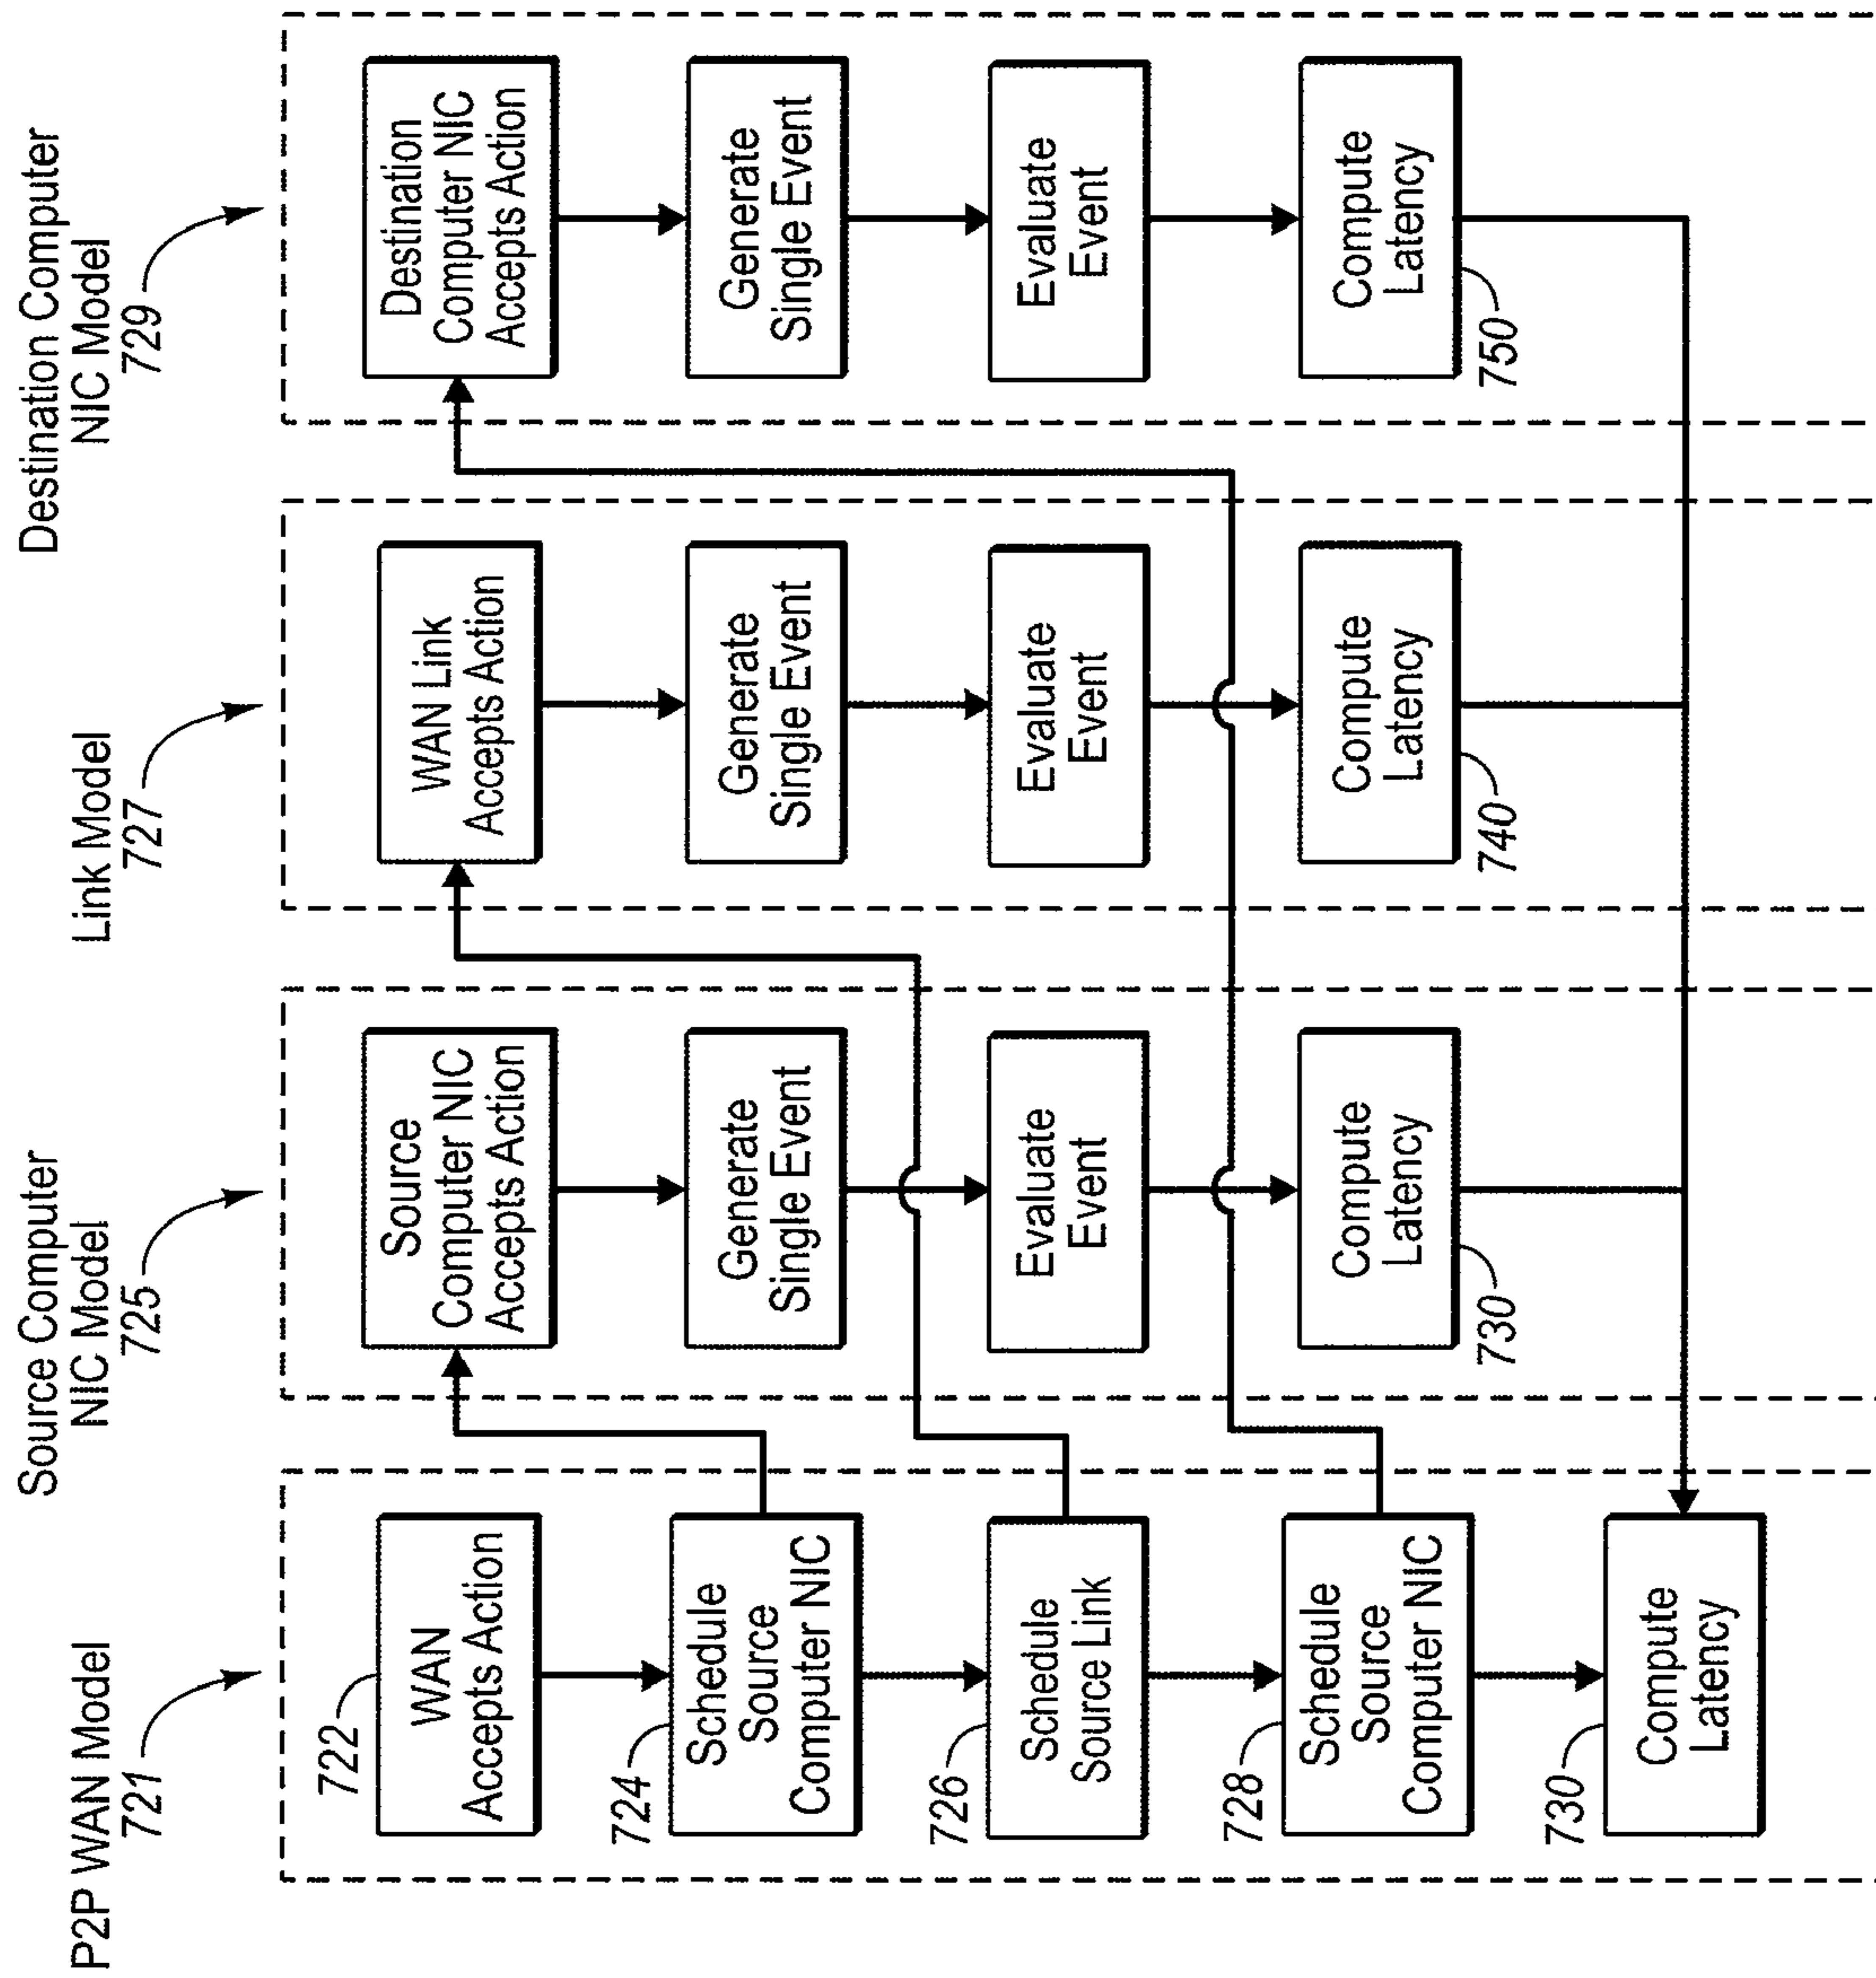 P2P WAN Model
721
722
WAN
Accepts Action
724
Schedule
Source
Computer NIC
726
Schedule
Source Link
728
Schedule
Source
Computer NIC
730
Compute
Latency
Source Computer
NIC Model
725
Source
Computer NIC
Accepts Action
Generate
Single Event
Evaluate
Event
Compute
Latency
730
Link Model
727
WAN Link
Accepts Action
Generate
Single Event
Evaluate
Event
Compute
Latency
740
Destination Computer
NIC Model
729
Destination
Computer NIC
Accepts Action
Generate
Single Event
Evaluate
Event
Compute
Latency
750